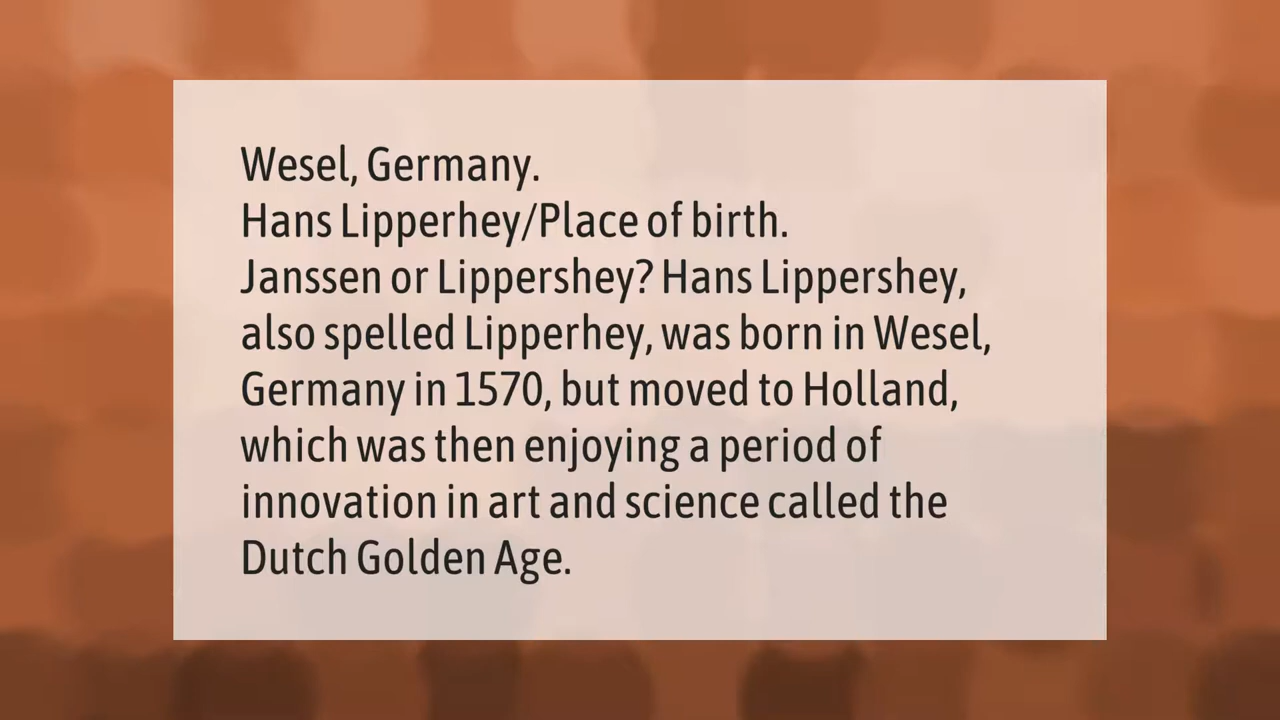 Wesel, Germany.
Hans Lipperhey/Place of birth.
Janssen or Lippershey? Hans Lippershey,
also spelled Lipperhey, was born in Wesel,
Germany in 1570, but moved to Holland,
which was then enjoying a period of
innovation in art and science called the
Dutch Golden Age.